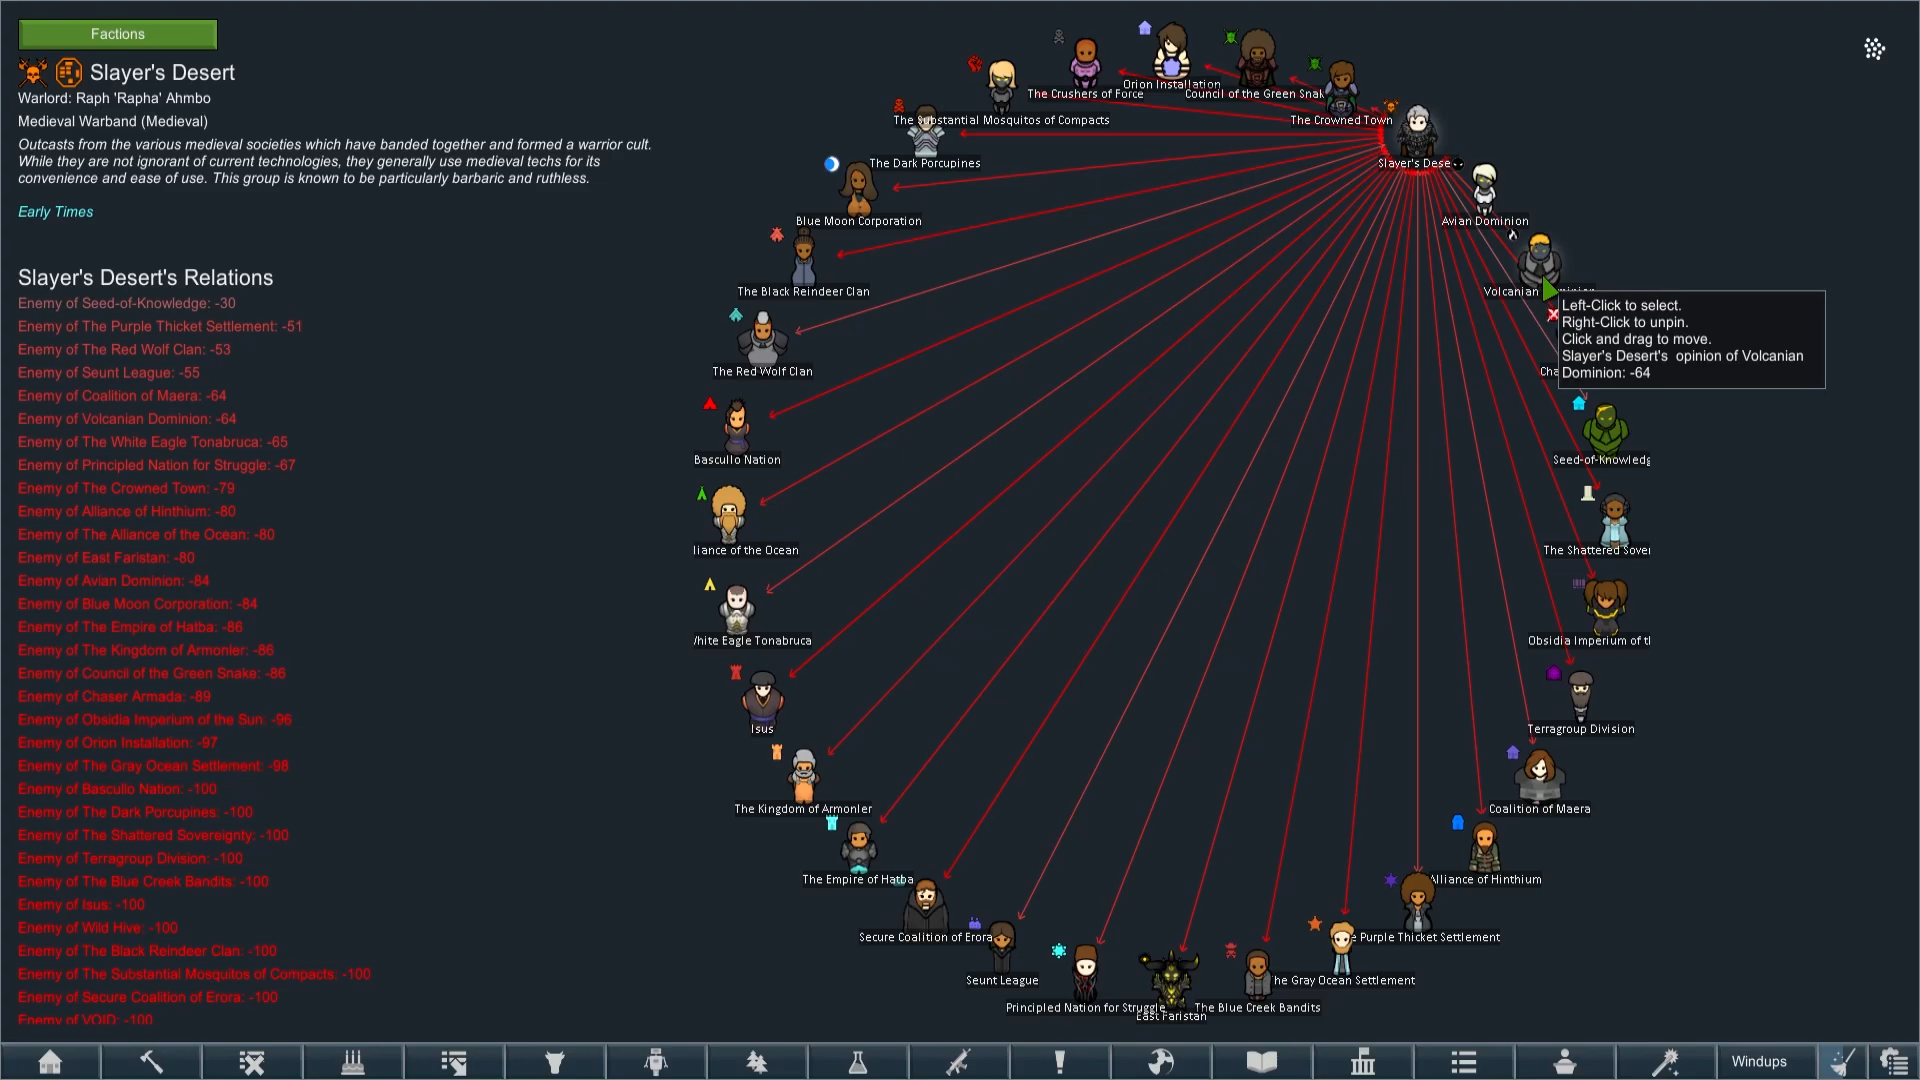 Factions
Slayer's Desert
Warlord: Raph 'Rapha' Ahmbo
Medieval Warband (Medieval)
Outcasts from the various medieval societies which have banded together and formed a warrior cult.
While they are not ignorant of current technologies, they generally use medieval techs for its
convenience and ease of use. This group is known to be particularly barbaric and ruthless.
Early Times
Slayer's Desert's Relations
Enemy of Seed-of-Knowledge: -30
Enemy of The Purple Thicket Settlement: -51
Enemy of The Red Wolf Clan: -53
Enemy of Seunt League: -55
Enemy of Coalition of Maera: -64
Enemy of Volcanian Dominion: -64
Enemy of The White Eagle Tonabruca: -65
Enemy of Principled Nation for Struggle: -67
Enemy of The Crowned Town: -79
Enemy of Alliance of Hinthium: -80
Enemy of The Alliance of the Ocean: -80
Enemy of East Faristan: -80
Enemy of Avian Dominion: -84
Enemy of Blue Moon Corporation: -84
Enemy of The Empire of Hatba: -86
Enemy of The Kingdom of Armonler: -86
Enemy of Council of the Green Snake: -86
Enemy of Chaser Armada: -89
Enemy of Obsidia Imperium of the Sun: -96
Enemy of Orion Installation: -97
Enemy of The Gray Ocean Settlement: -98
Enemy of Bascullo Nation: -100
Enemy of The Dark Porcupines: -100
Enemy of The Shattered Sovereignty: -100
Enemy of Terragroup Division: -100
Enemy of The Blue Creek Bandits: -100
Enemy of Isus: -100
Enemy of Wild Hive: -100
Enemy of The Black Reindeer Clan: -100
Enemy of The Substantial Mosquitos of Compacts: -100
Enemy of Secure Coalition of Erora: -100
Enemy of VOID: -100
Orion Installation
The Crushers of Force
Council of the Green Snak
The Substantial Mosquitos of Compacts
The Crowned Town
The Dark Porcupines
Slayer's Dese
Blue Moon Corporation
Avian Dominion
The Black Reindeer Clan
Volcanian
Left-Click to select.
Right-Click to unpin.
Click and drag to move.
Slayer's Desert's opinion of Volcanian
Dominion: -64
The Red Wolf Clan
Cha
Bascullo Nation
Seed-of-Knowledg
liance of the Ocean
The Shattered Sover
White Eagle Tonabruca
Obsidia Imperium of tl
Isus
Terragroup Division
The Kingdom of Armonler
Coalition of Maera
The Empire of Hatba
Alliance of Hinthium
Secure Coalition of Erora
Purple Thicket Settlement
Seunt League
he Gray Ocean Settlement
Principled Nation for Struggle
The Blue Creek Bandits
East Faristan
Windups